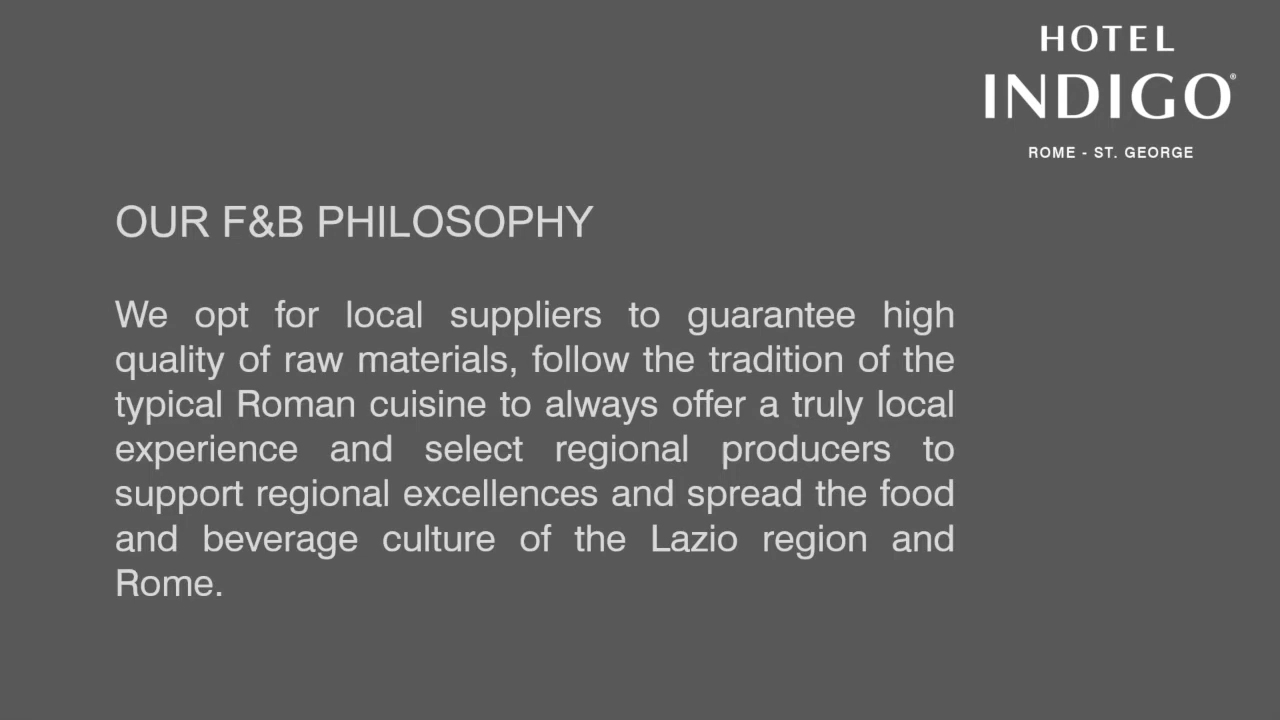 HOTEL
INDIGO®
ROME - ST. GEORGE
OUR F&B PHILOSOPHY
We opt for local suppliers to guarantee high
quality of raw materials, follow the tradition of the
typical Roman cuisine to always offer a truly local
experience and select regional producers to
support regional excellences and spread the food
and beverage culture of the Lazio region and
Rome.